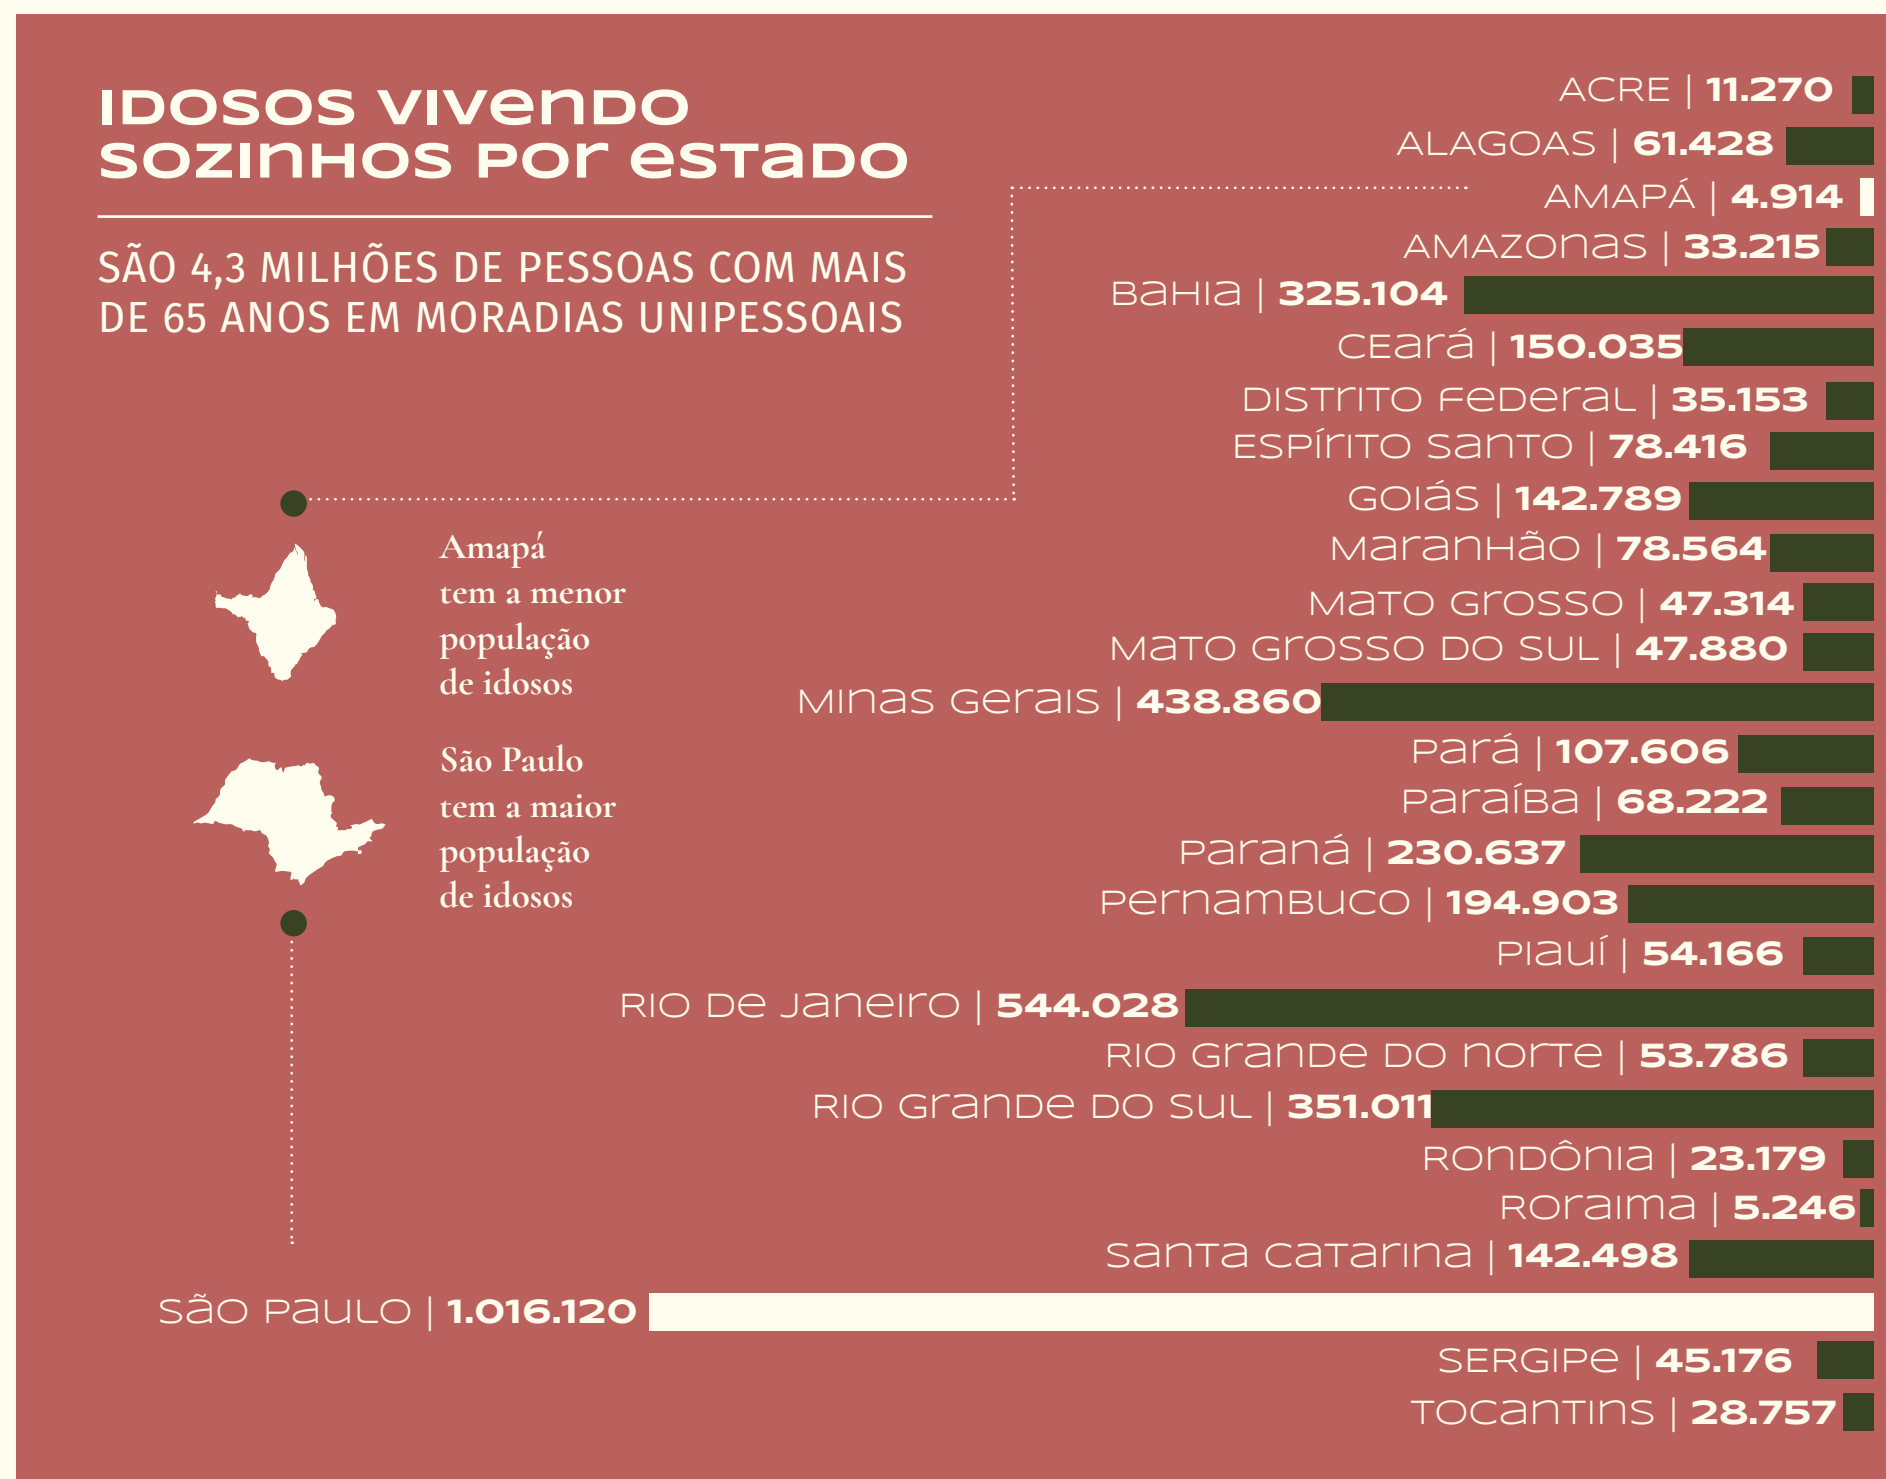 IDOSOS VIVENDO
SOZINHOS POR ESTADO
SÃO 4,3 MILHÕES DE PESSOAS COM MAIS
DE 65 ANOS EM MORADIAS UNIPESSOAIS
ACRE | 11.270
ALAGOAS | 61.428
AMAPÁ | 4.914
AMAZONAS | 33.215
BAHIA | 325.104
CEARÁ | 150.035
DISTRITO FEDERAL | 35.153
ESPÍRITO SANTO | 78.416
GOIÁS | 142.789
MARANHÃO | 78.564
MATO GROSSO | 47.314
MATO GROSSO DO SUL | 47.880
MINAS GERAIS | 438.860
PARÁ | 107.606
PARAÍBA | 68.222
PARANÁ | 230.637
PERNAMBUCO | 194.903
PIAUÍ | 54.166
RIO DE JANEIRO | 544.028
RIO GRANDE DO NORTE | 53.786
RIO GRANDE DO SUL | 351.011
RONDÔNIA | 23.179
RORAIMA | 5.246
SANTA CATARINA | 142.498
SÃO PAULO | 1.016.120
SERGIPE | 45.176
TOCANTINS | 28.757
Amapá
tem a menor
população
de idosos
São Paulo
tem a maior
população
de idosos